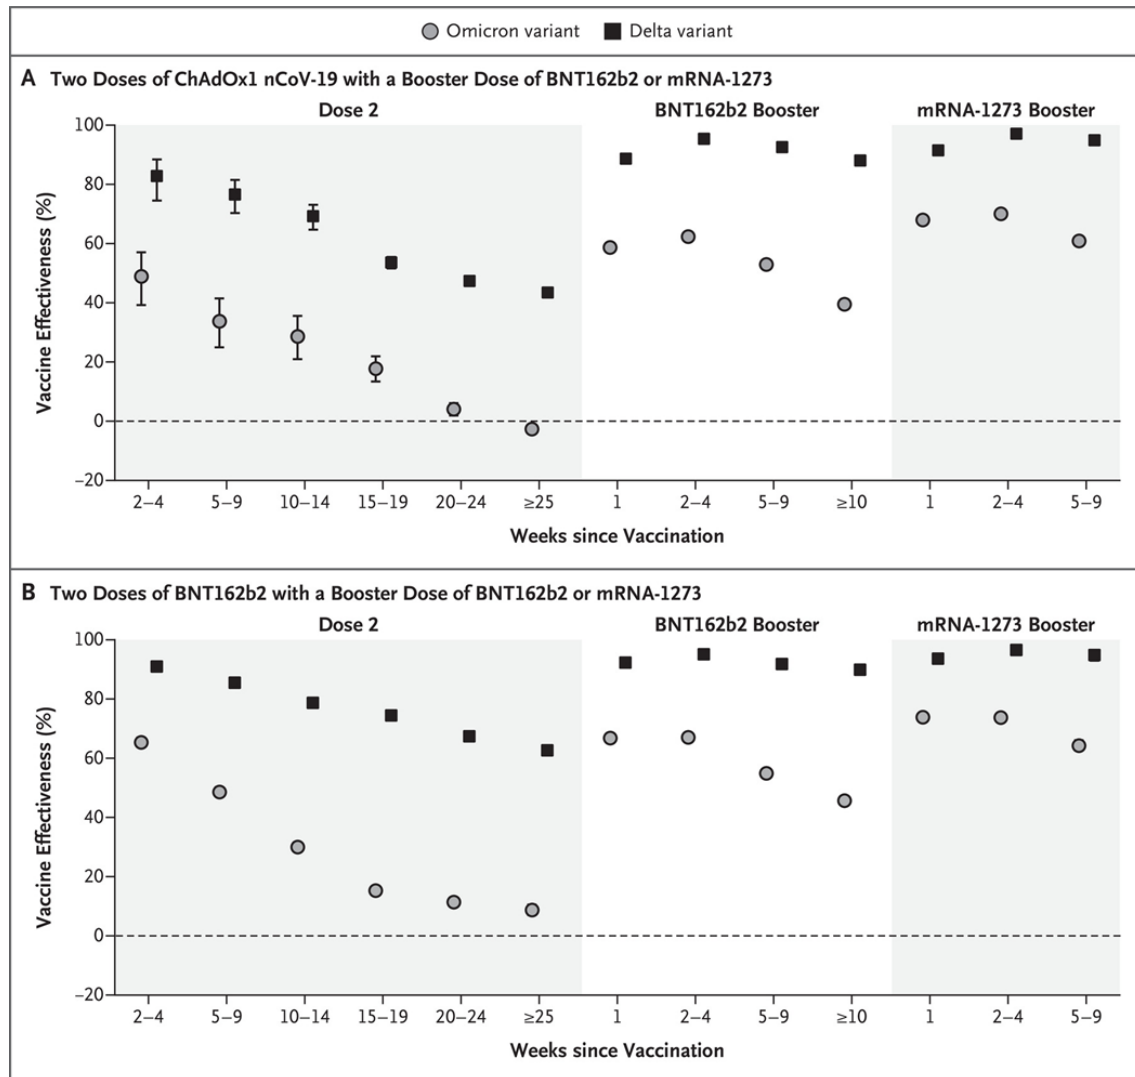 Omicron variant Delta variant
A Two Doses of ChAdOx1 nCoV-19 with a Booster Dose of BNT162b2 or mRNA-1273
Dose 2 BNT162b2 Booster mRNA-1273 Booster
Vaccine Effectiveness (%)
100
80
60
40
20
0
−20
2–4 5–9 10–14 15–19 20–24 ≥25 1 2–4 5–9 ≥10 1 2–4 5–9
Weeks since Vaccination
B Two Doses of BNT162b2 with a Booster Dose of BNT162b2 or mRNA-1273
Dose 2 BNT162b2 Booster mRNA-1273 Booster
Vaccine Effectiveness (%)
100
80
60
40
20
0
−20
2–4 5–9 10–14 15–19 20–24 ≥25 1 2–4 5–9 ≥10 1 2–4 5–9
Weeks since Vaccination